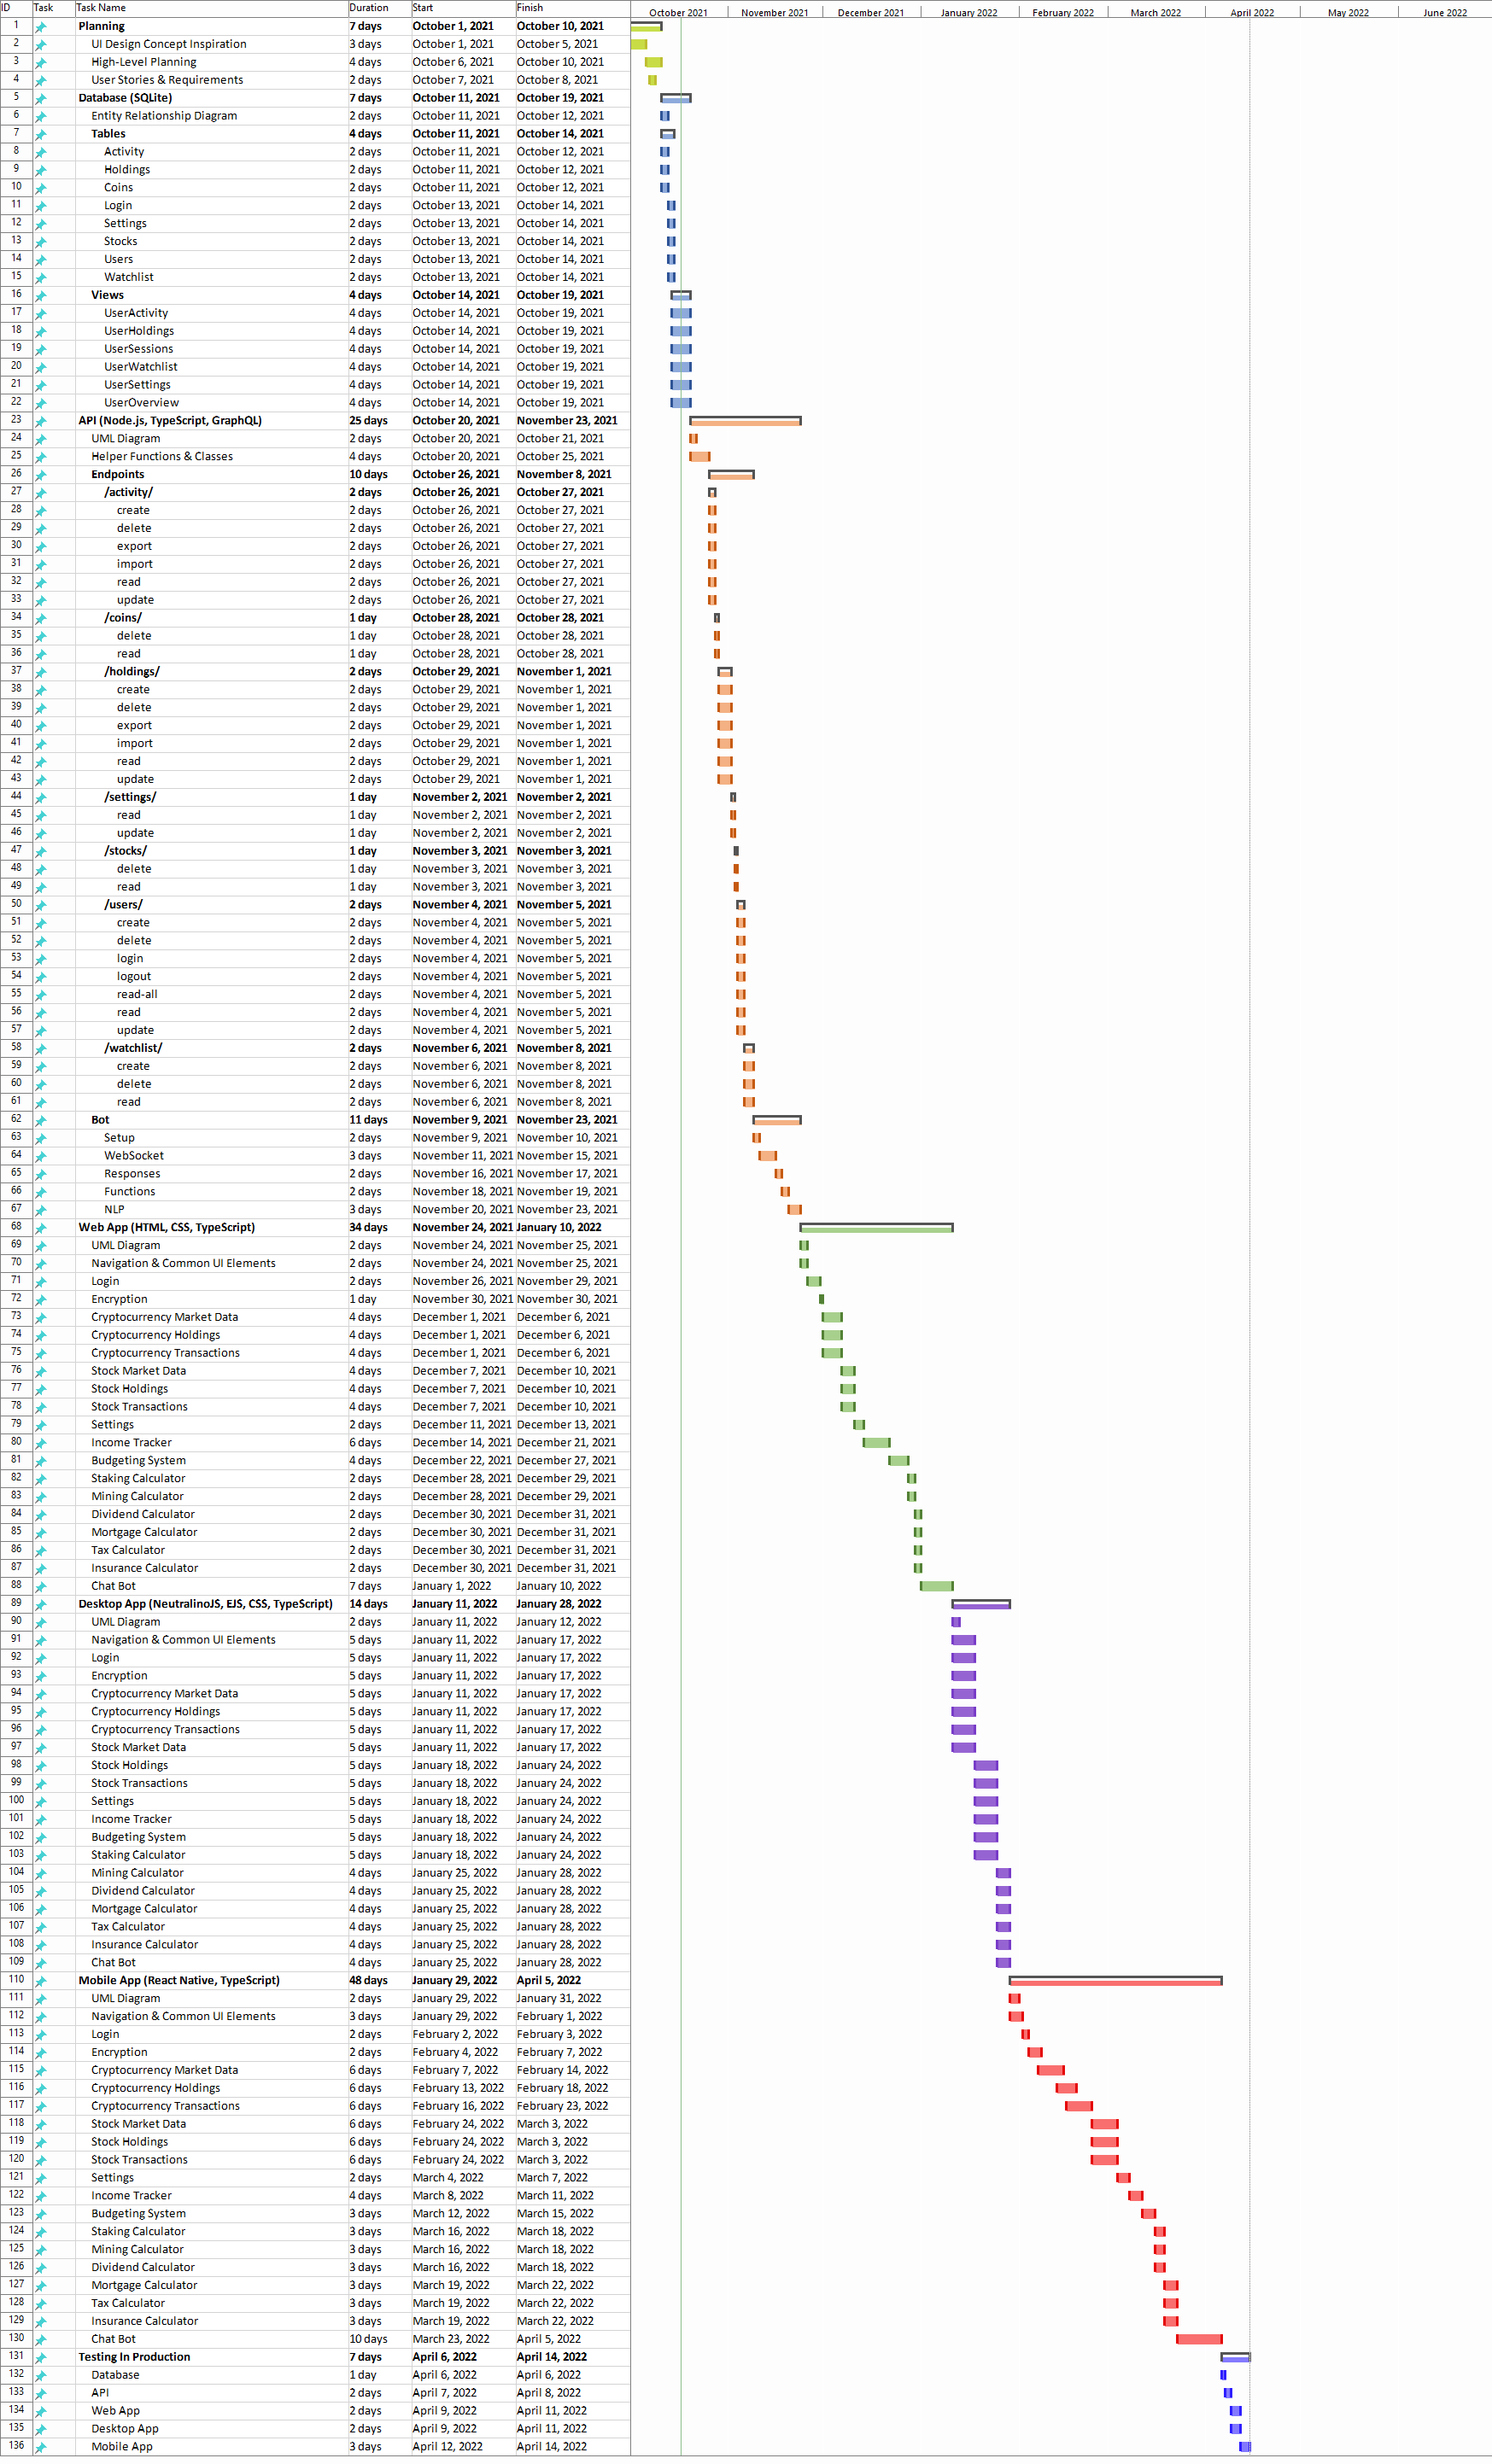 ID Task Task Name Duration Start Finish October 2021 November 2021 December 2021 January 2022 February 2022 March 2022 April 2022 May 2022 June 2022
1 Planning 7 days October 1, 2021 October 10, 2021
2 UI Design Concept Inspiration 3 days October 1, 2021 October 5, 2021
3 High-Level Planning 4 days October 6, 2021 October 10, 2021
4 User Stories & Requirements 2 days October 7, 2021 October 8, 2021
5 Database (SQLite) 7 days October 11, 2021 October 19, 2021
6 Entity Relationship Diagram 2 days October 11, 2021 October 12, 2021
7 Tables 4 days October 11, 2021 October 14, 2021
8 Activity 2 days October 11, 2021 October 12, 2021
9 Holdings 2 days October 11, 2021 October 12, 2021
10 Coins 2 days October 11, 2021 October 12, 2021
11 Login 2 days October 13, 2021 October 14, 2021
12 Settings 2 days October 13, 2021 October 14, 2021
13 Stocks 2 days October 13, 2021 October 14, 2021
14 Users 2 days October 13, 2021 October 14, 2021
15 Watchlist 2 days October 13, 2021 October 14, 2021
16 Views 4 days October 14, 2021 October 19, 2021
17 UserActivity 4 days October 14, 2021 October 19, 2021
18 UserHoldings 4 days October 14, 2021 October 19, 2021
19 UserSessions 4 days October 14, 2021 October 19, 2021
20 UserWatchlist 4 days October 14, 2021 October 19, 2021
21 UserSettings 4 days October 14, 2021 October 19, 2021
22 UserOverview 4 days October 14, 2021 October 19, 2021
23 API (Node.js, TypeScript, GraphQL) 25 days October 20, 2021 November 23, 2021
24 UML Diagram 2 days October 20, 2021 October 21, 2021
25 Helper Functions & Classes 4 days October 20, 2021 October 25, 2021
26 Endpoints 10 days October 26, 2021 November 8, 2021
27 /activity/ 2 days October 26, 2021 October 27, 2021
28 create 2 days October 26, 2021 October 27, 2021
29 delete 2 days October 26, 2021 October 27, 2021
30 export 2 days October 26, 2021 October 27, 2021
31 import 2 days October 26, 2021 October 27, 2021
32 read 2 days October 26, 2021 October 27, 2021
33 update 2 days October 26, 2021 October 27, 2021
34 /coins/ 1 day October 28, 2021 October 28, 2021
35 delete 1 day October 28, 2021 October 28, 2021
36 read 1 day October 28, 2021 October 28, 2021
37 /holdings/ 2 days October 29, 2021 November 1, 2021
38 create 2 days October 29, 2021 November 1, 2021
39 delete 2 days October 29, 2021 November 1, 2021
40 export 2 days October 29, 2021 November 1, 2021
41 import 2 days October 29, 2021 November 1, 2021
42 read 2 days October 29, 2021 November 1, 2021
43 update 2 days October 29, 2021 November 1, 2021
44 /settings/ 1 day November 2, 2021 November 2, 2021
45 read 1 day November 2, 2021 November 2, 2021
46 update 1 day November 2, 2021 November 2, 2021
47 /stocks/ 1 day November 3, 2021 November 3, 2021
48 delete 1 day November 3, 2021 November 3, 2021
49 read 1 day November 3, 2021 November 3, 2021
50 /users/ 2 days November 4, 2021 November 5, 2021
51 create 2 days November 4, 2021 November 5, 2021
52 delete 2 days November 4, 2021 November 5, 2021
53 login 2 days November 4, 2021 November 5, 2021
54 logout 2 days November 4, 2021 November 5, 2021
55 read-all 2 days November 4, 2021 November 5, 2021
56 read 2 days November 4, 2021 November 5, 2021
57 update 2 days November 4, 2021 November 5, 2021
58 /watchlist/ 2 days November 6, 2021 November 8, 2021
59 create 2 days November 6, 2021 November 8, 2021
60 delete 2 days November 6, 2021 November 8, 2021
61 read 2 days November 6, 2021 November 8, 2021
62 Bot 11 days November 9, 2021 November 23, 2021
63 Setup 2 days November 9, 2021 November 10, 2021
64 WebSocket 3 days November 11, 2021 November 15, 2021
65 Responses 2 days November 16, 2021 November 17, 2021
66 Functions 2 days November 18, 2021 November 19, 2021
67 NLP 3 days November 20, 2021 November 23, 2021
68 Web App (HTML, CSS, TypeScript) 34 days November 24, 2021 January 10, 2022
69 UML Diagram 2 days November 24, 2021 November 25, 2021
70 Navigation & Common UI Elements 2 days November 24, 2021 November 25, 2021
71 Login 2 days November 26, 2021 November 29, 2021
72 Encryption 1 day November 30, 2021 November 30, 2021
73 Cryptocurrency Market Data 4 days December 1, 2021 December 6, 2021
74 Cryptocurrency Holdings 4 days December 1, 2021 December 6, 2021
75 Cryptocurrency Transactions 4 days December 1, 2021 December 6, 2021
76 Stock Market Data 4 days December 7, 2021 December 10, 2021
77 Stock Holdings 4 days December 7, 2021 December 10, 2021
78 Stock Transactions 4 days December 7, 2021 December 10, 2021
79 Settings 2 days December 11, 2021 December 13, 2021
80 Income Tracker 6 days December 14, 2021 December 21, 2021
81 Budgeting System 4 days December 22, 2021 December 27, 2021
82 Staking Calculator 2 days December 28, 2021 December 29, 2021
83 Mining Calculator 2 days December 28, 2021 December 29, 2021
84 Dividend Calculator 2 days December 30, 2021 December 31, 2021
85 Mortgage Calculator 2 days December 30, 2021 December 31, 2021
86 Tax Calculator 2 days December 30, 2021 December 31, 2021
87 Insurance Calculator 2 days December 30, 2021 December 31, 2021
88 Chat Bot 7 days January 1, 2022 January 10, 2022
89 Desktop App (NeutralinoJS, EJS, CSS, TypeScript) 14 days January 11, 2022 January 28, 2022
90 UML Diagram 2 days January 11, 2022 January 12, 2022
91 Navigation & Common UI Elements 5 days January 11, 2022 January 17, 2022
92 Login 5 days January 11, 2022 January 17, 2022
93 Encryption 5 days January 11, 2022 January 17, 2022
94 Cryptocurrency Market Data 5 days January 11, 2022 January 17, 2022
95 Cryptocurrency Holdings 5 days January 11, 2022 January 17, 2022
96 Cryptocurrency Transactions 5 days January 11, 2022 January 17, 2022
97 Stock Market Data 5 days January 11, 2022 January 17, 2022
98 Stock Holdings 5 days January 18, 2022 January 24, 2022
99 Stock Transactions 5 days January 18, 2022 January 24, 2022
100 Settings 5 days January 18, 2022 January 24, 2022
101 Income Tracker 5 days January 18, 2022 January 24, 2022
102 Budgeting System 5 days January 18, 2022 January 24, 2022
103 Staking Calculator 5 days January 18, 2022 January 24, 2022
104 Mining Calculator 4 days January 25, 2022 January 28, 2022
105 Dividend Calculator 4 days January 25, 2022 January 28, 2022
106 Mortgage Calculator 4 days January 25, 2022 January 28, 2022
107 Tax Calculator 4 days January 25, 2022 January 28, 2022
108 Insurance Calculator 4 days January 25, 2022 January 28, 2022
109 Chat Bot 4 days January 25, 2022 January 28, 2022
110 Mobile App (React Native, TypeScript) 48 days January 29, 2022 April 5, 2022
111 UML Diagram 2 days January 29, 2022 January 31, 2022
112 Navigation & Common UI Elements 3 days January 29, 2022 February 1, 2022
113 Login 2 days February 2, 2022 February 3, 2022
114 Encryption 2 days February 4, 2022 February 7, 2022
115 Cryptocurrency Market Data 6 days February 7, 2022 February 14, 2022
116 Cryptocurrency Holdings 6 days February 13, 2022 February 18, 2022
117 Cryptocurrency Transactions 6 days February 16, 2022 February 23, 2022
118 Stock Market Data 6 days February 24, 2022 March 3, 2022
119 Stock Holdings 6 days February 24, 2022 March 3, 2022
120 Stock Transactions 6 days February 24, 2022 March 3, 2022
121 Settings 2 days March 4, 2022 March 7, 2022
122 Income Tracker 4 days March 8, 2022 March 11, 2022
123 Budgeting System 3 days March 12, 2022 March 15, 2022
124 Staking Calculator 3 days March 16, 2022 March 18, 2022
125 Mining Calculator 3 days March 16, 2022 March 18, 2022
126 Dividend Calculator 3 days March 16, 2022 March 18, 2022
127 Mortgage Calculator 3 days March 19, 2022 March 22, 2022
128 Tax Calculator 3 days March 19, 2022 March 22, 2022
129 Insurance Calculator 3 days March 19, 2022 March 22, 2022
130 Chat Bot 10 days March 23, 2022 April 5, 2022
131 Testing In Production 7 days April 6, 2022 April 14, 2022
132 Database 1 day April 6, 2022 April 6, 2022
133 API 2 days April 7, 2022 April 8, 2022
134 Web App 2 days April 9, 2022 April 11, 2022
135 Desktop App 2 days April 9, 2022 April 11, 2022
136 Mobile App 3 days April 12, 2022 April 14, 2022